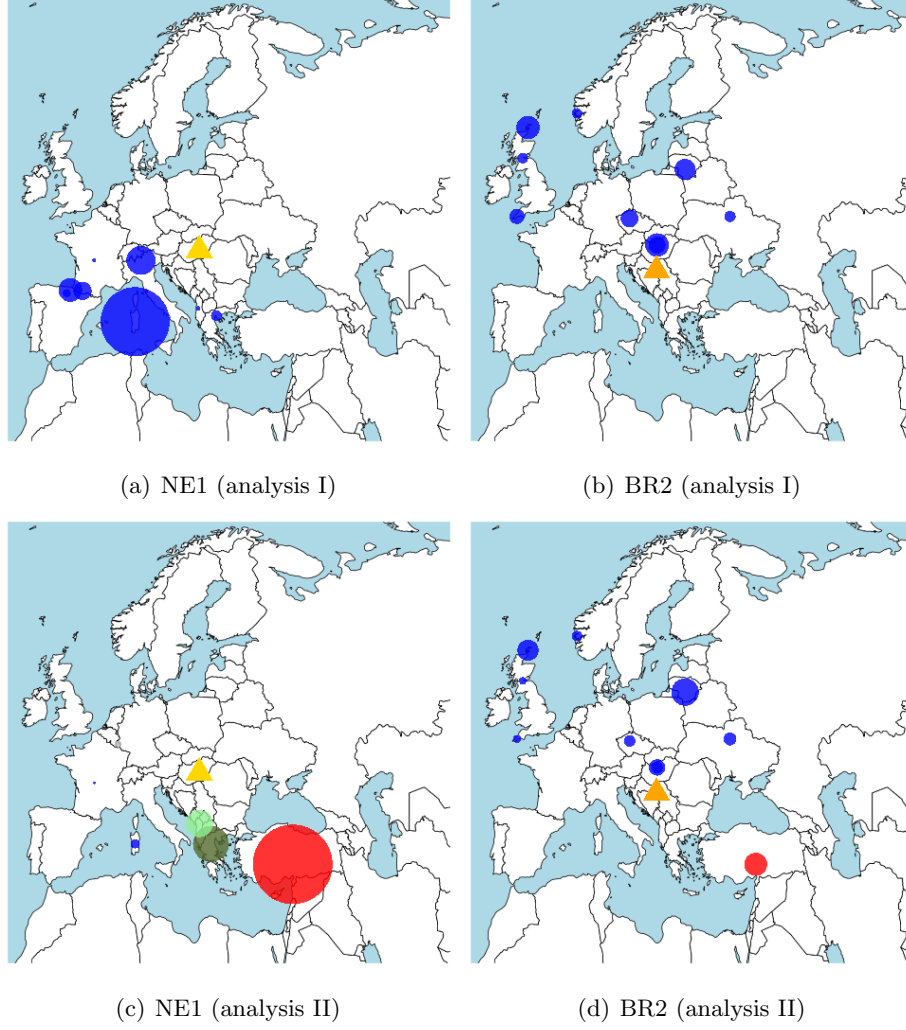 (a) NE1 (analysis I)
(b) BR2 (analysis I)
(c) NE1 (analysis II)
(d) BR2 (analysis II)